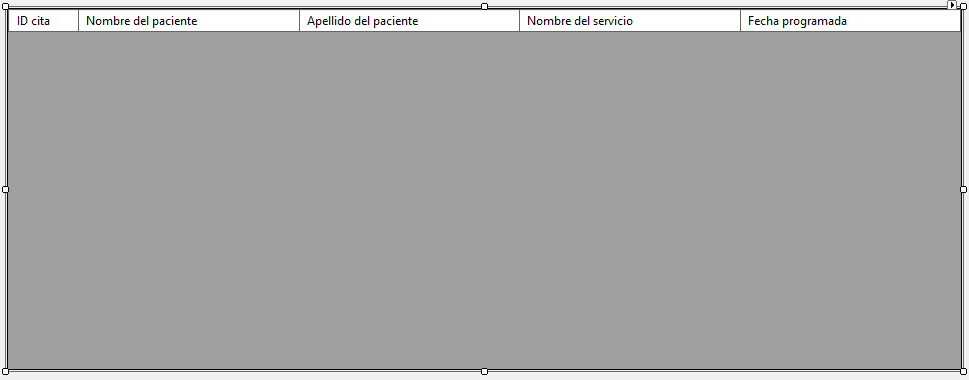 ID cita Nombre del paciente Apellido del paciente Nombre del servicio Fecha programada